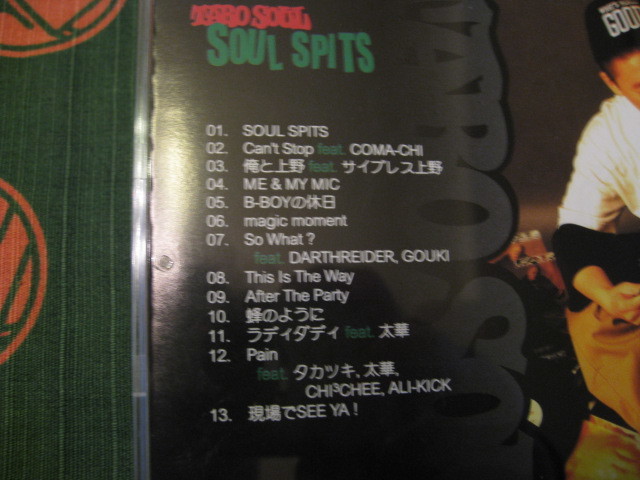 TARO SOUL
SOUL SPITS
01. SOUL SPITS
02. Can't Stop feat. COMA-CHI
03. 俺と上野 feat. サイプレス上野
04. ME & MY MIC
05. B-BOYの休日
06. magic moment
07. So What ?
feat. DARTHREIDER, GOUKI
08. This Is The Way
09. After The Party
10. 蜂のように
11. ラディダディ feat. 太華
12. Pain
feat. タカツキ, 太華,
CHI³CHEE, ALI-KICK
13. 現場でSEE YA !
GOOD